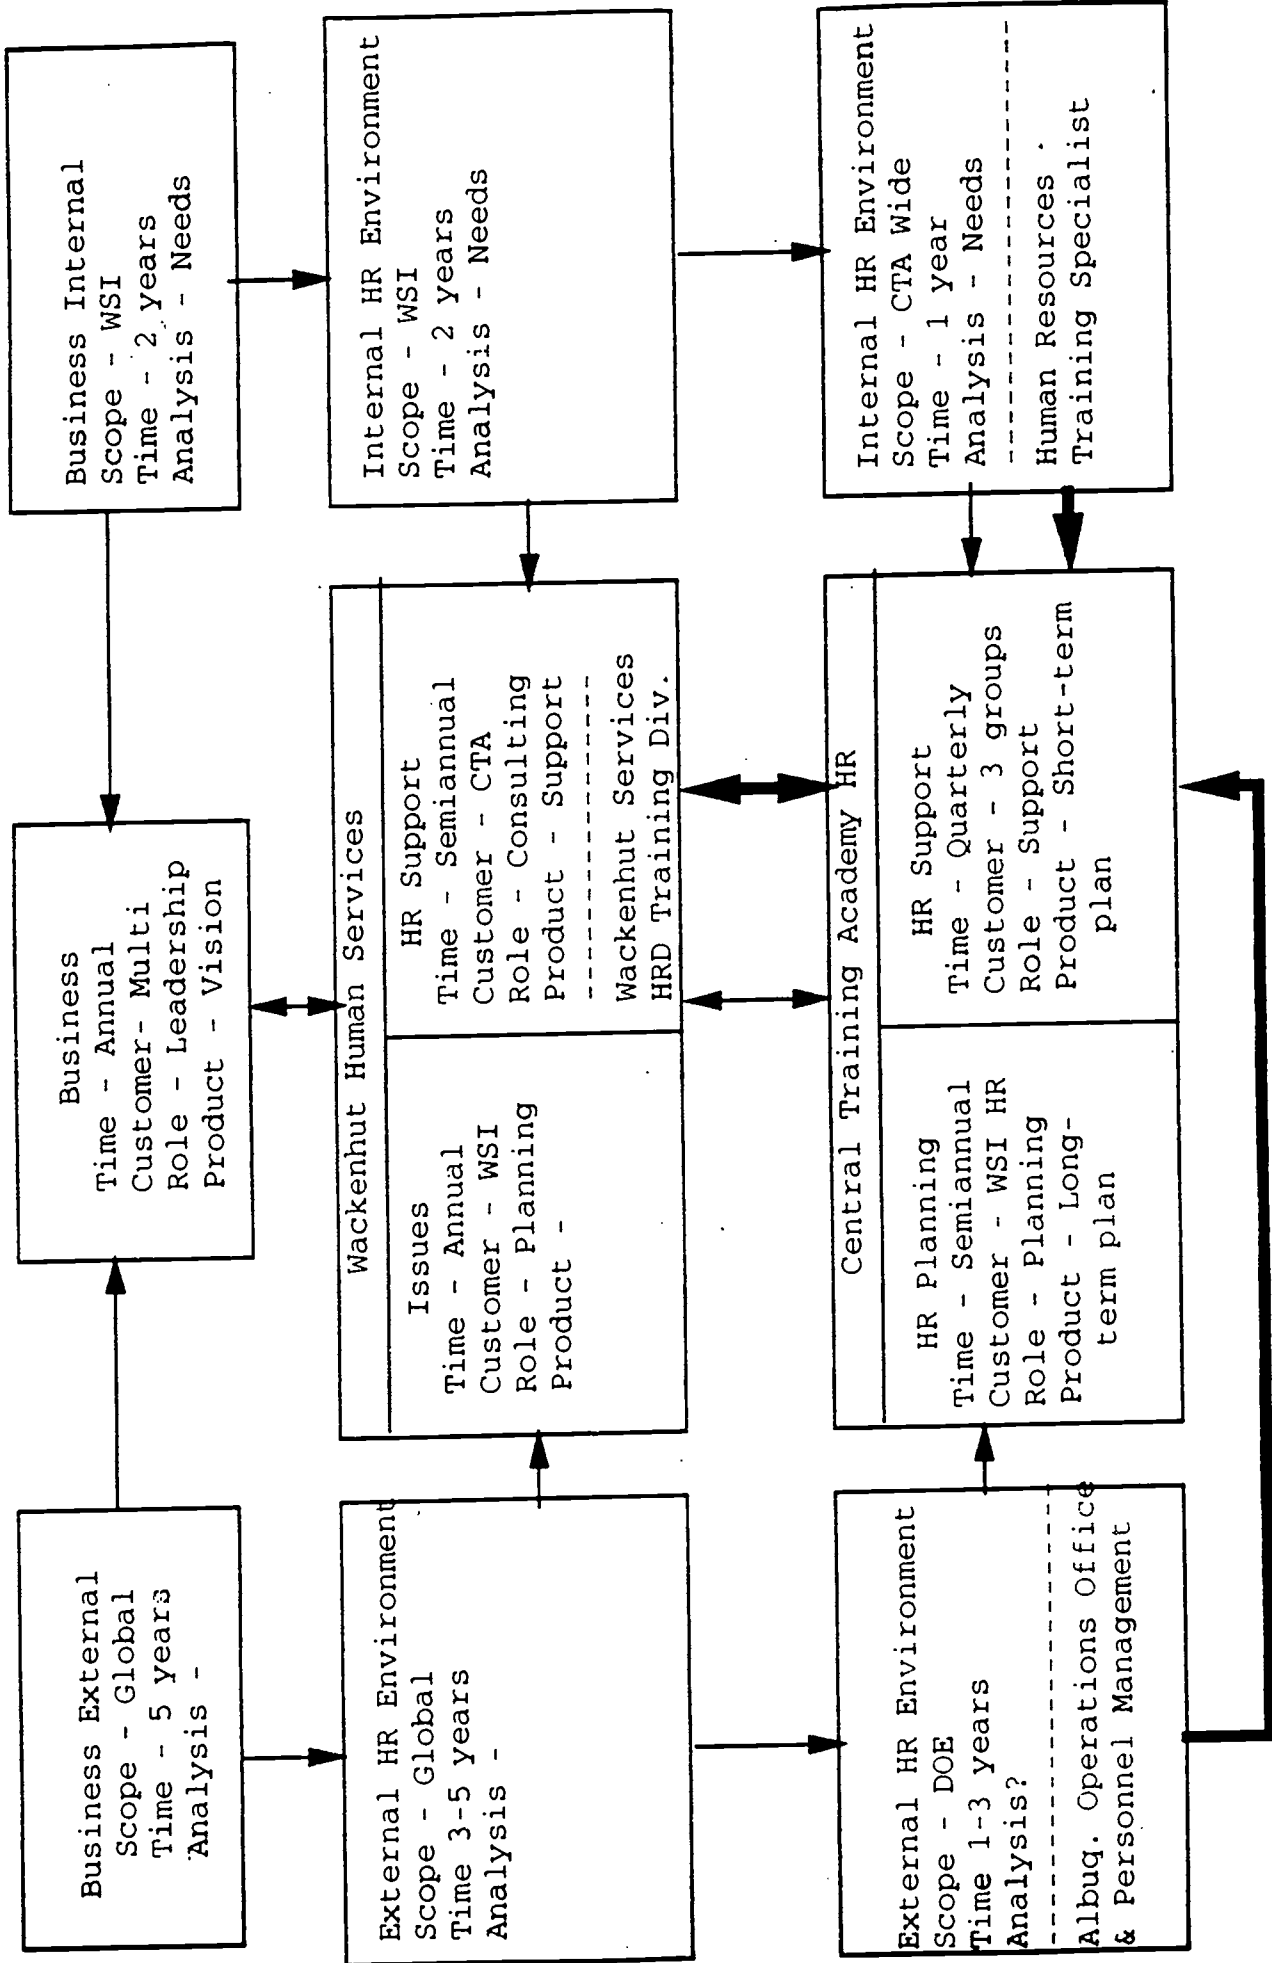 Business External
Scope - Global
Time - 5 years
Analysis -
Business
Time - Annual
Customer- Multi
Role - Leadership
Product - Vision
Business Internal
Scope - WSI
Time - 2 years
Analysis - Needs
External HR Environment
Scope - Global
Time 3-5 years
Analysis -
Wackenhut Human Services
Issues
Time - Annual
Customer - WSI
Role - Planning
Product -
HR Support
Time - Semiannual
Customer - CTA
Role - Consulting
Product - Support
-------------
Wackenhut Services
HRD Training Div.
Internal HR Environment
Scope - WSI
Time - 2 years
Analysis - Needs
External HR Environment
Scope - DOE
Time 1-3 years
Analysis?
-----------------------
Albuq. Operations Office
& Personnel Management
Central Training Academy HR
HR Planning
Time - Semiannual
Customer - WSI HR
Role - Planning
Product - Long-
term plan
HR Support
Time - Quarterly
Customer - 3 groups
Role - Support
Product - Short-term
plan
Internal HR Environment
Scope - CTA Wide
Time - 1 year
Analysis - Needs
-----------------------
Human Resources
Training Specialist